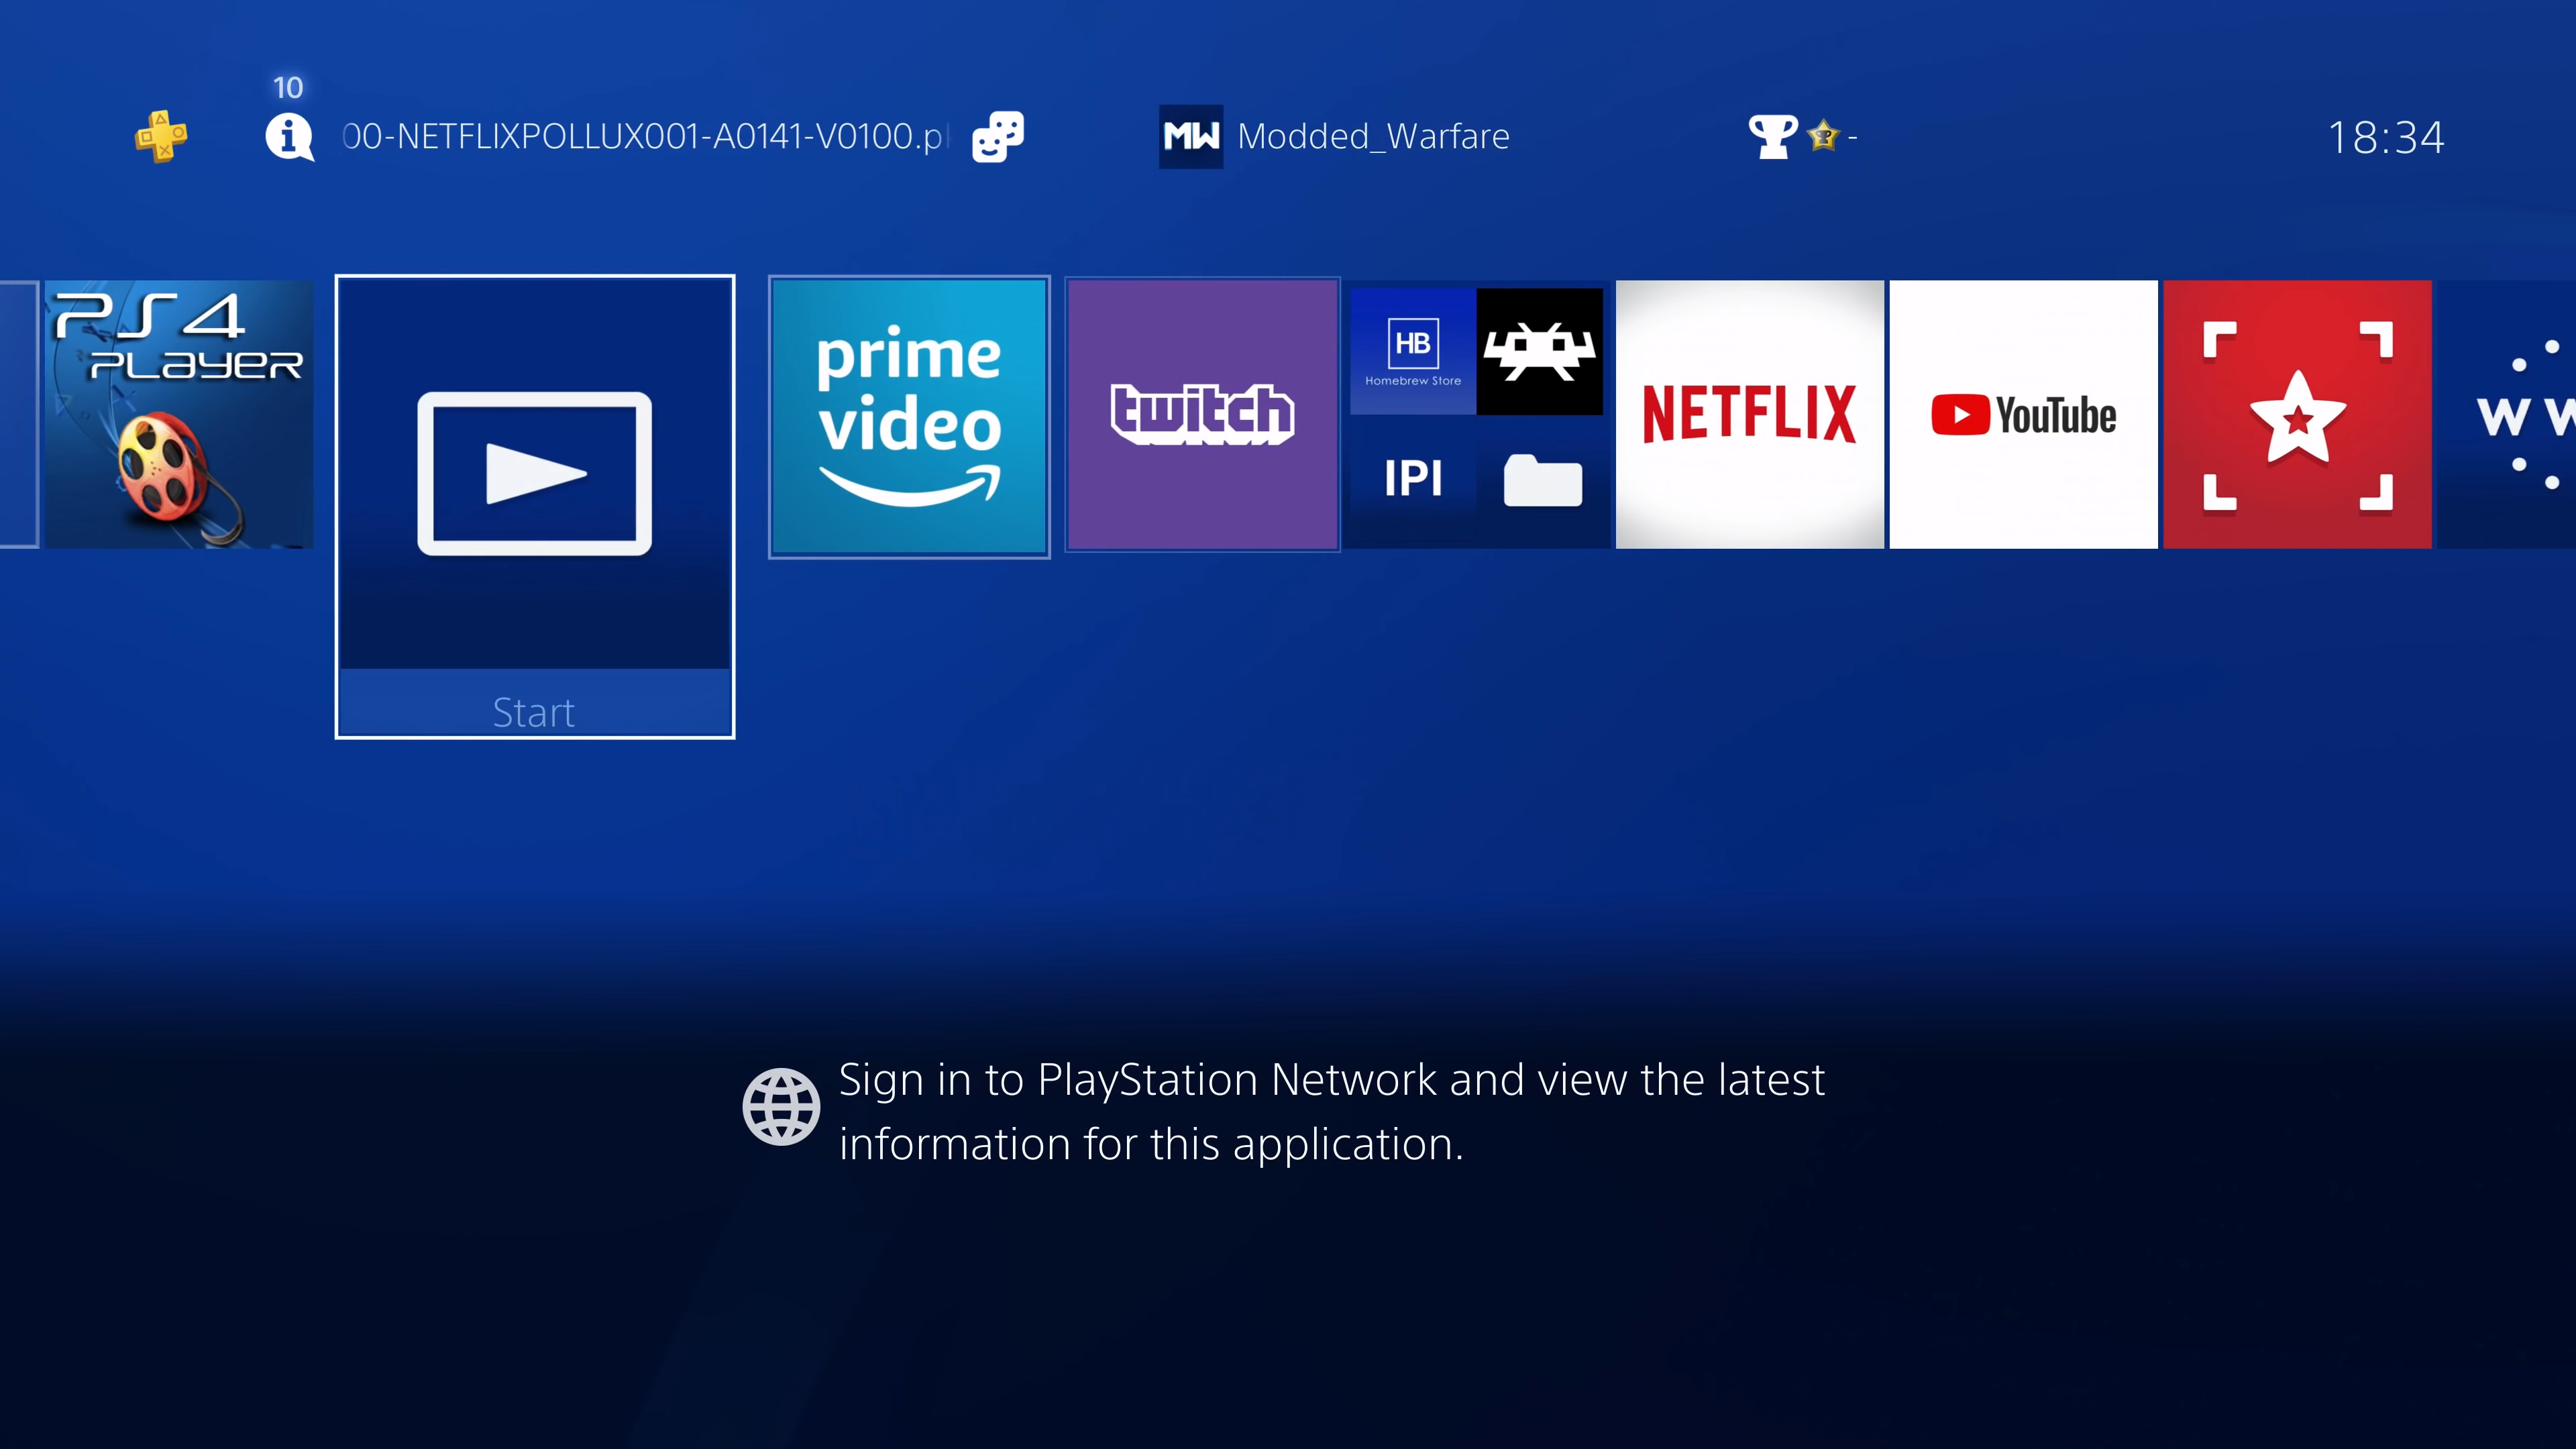 10
00-NETFLIXPOLLUX001-A0141-V0100.p
MW
Modded_Warfare
-
18:34
PS4
PLAYER
Start
prime
video
twitch
HB
Homebrew Store
IPI
NETFLIX
YouTube
Sign in to PlayStation Network and view the latest
information for this application.